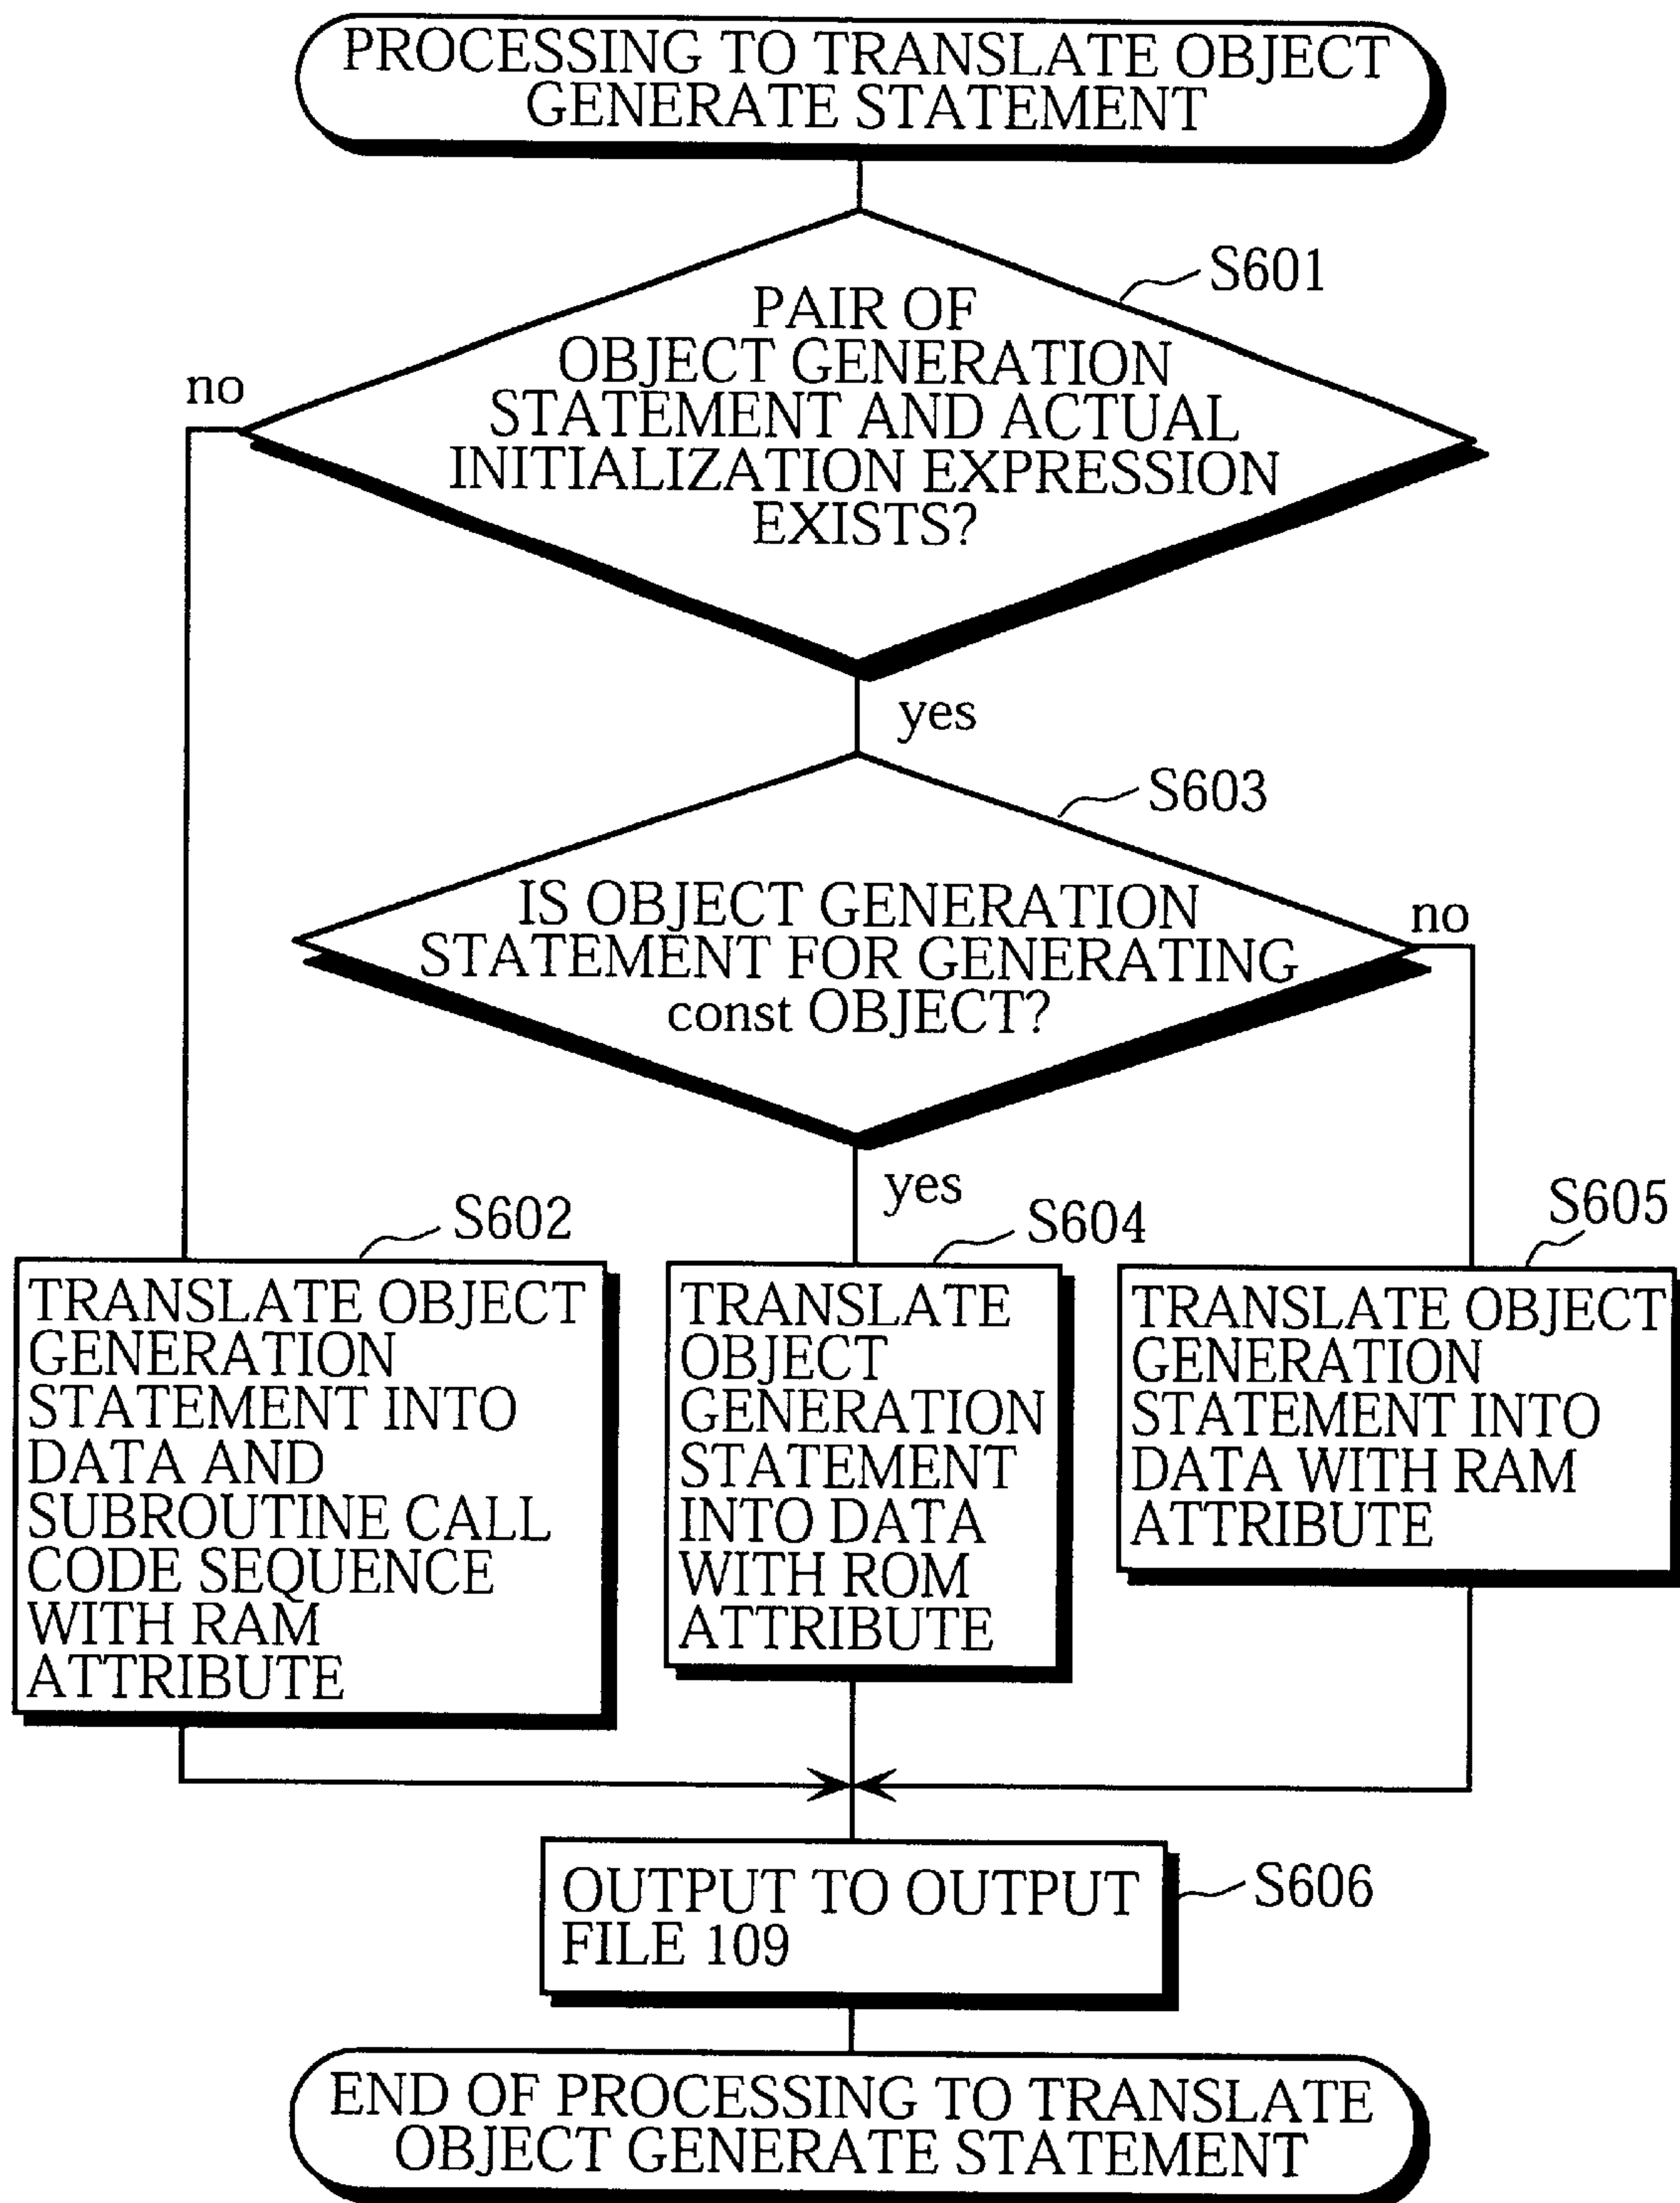 PROCESSING TO TRANSLATE OBJECT
GENERATE STATEMENT
S601
PAIR OF
OBJECT GENERATION
STATEMENT AND ACTUAL
INITIALIZATION EXPRESSION
EXISTS?
no
yes
S603
IS OBJECT GENERATION
STATEMENT FOR GENERATING
const OBJECT?
no
yes
S602
TRANSLATE OBJECT
GENERATION
STATEMENT INTO
DATA AND
SUBROUTINE CALL
CODE SEQUENCE
WITH RAM
ATTRIBUTE
S604
TRANSLATE
OBJECT
GENERATION
STATEMENT
INTO DATA
WITH ROM
ATTRIBUTE
S605
TRANSLATE OBJECT
GENERATION
STATEMENT INTO
DATA WITH RAM
ATTRIBUTE
OUTPUT TO OUTPUT
FILE 109
S606
END OF PROCESSING TO TRANSLATE
OBJECT GENERATE STATEMENT